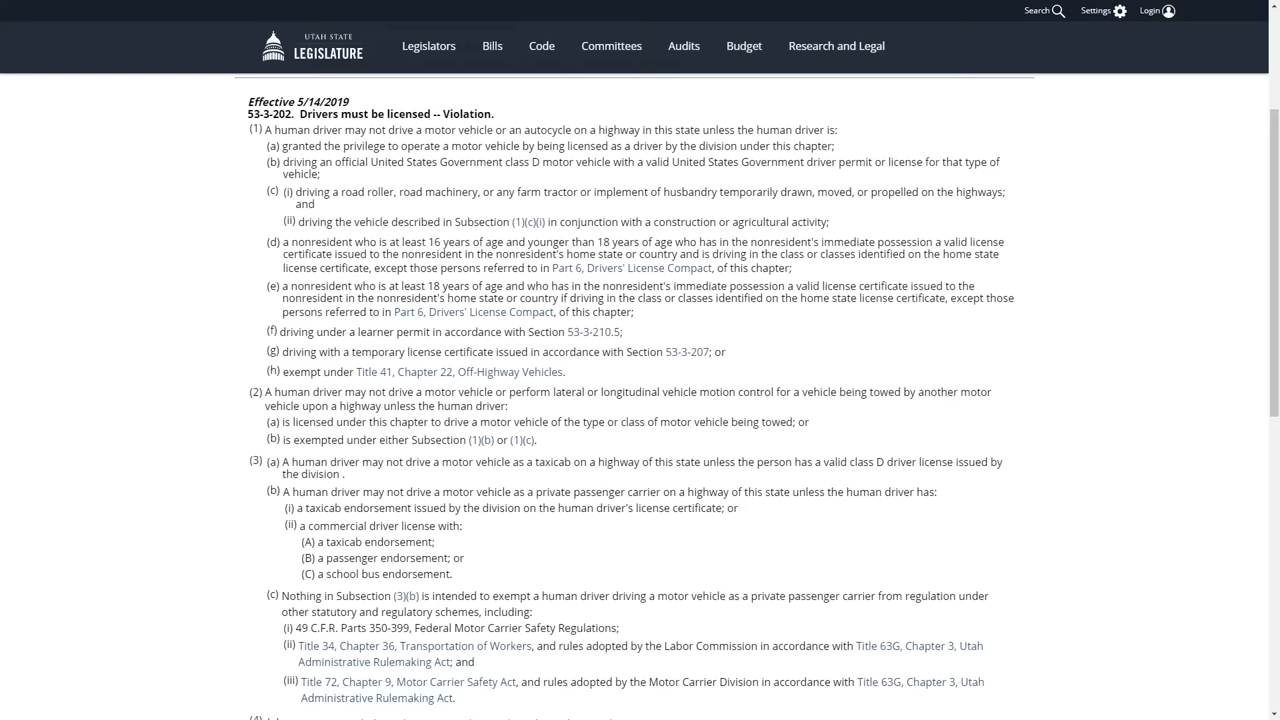 Search
Settings
Login
UTAH STATE
LEGISLATURE
Legislators
Bills
Code
Committees
Audits
Budget
Research and Legal
Effective 5/14/2019
53-3-202. Drivers must be licensed -- Violation.
(1) A human driver may not drive a motor vehicle or an autocycle on a highway in this state unless the human driver is:
(a) granted the privilege to operate a motor vehicle by being licensed as a driver by the division under this chapter;
(b) driving an official United States Government class D motor vehicle with a valid United States Government driver permit or license for that type of
vehicle;
(c) (i) driving a road roller, road machinery, or any farm tractor or implement of husbandry temporarily drawn, moved, or propelled on the highways;
and
(ii) driving the vehicle described in Subsection (1)(c)(i) in conjunction with a construction or agricultural activity;
(d) a nonresident who is at least 16 years of age and younger than 18 years of age who has in the nonresident's immediate possession a valid license
certificate issued to the nonresident in the nonresident's home state or country and is driving in the class or classes identified on the home state
license certificate, except those persons referred to in Part 6, Drivers' License Compact, of this chapter;
(e) a nonresident who is at least 18 years of age and who has in the nonresident's immediate possession a valid license certificate issued to the
nonresident in the nonresident's home state or country if driving in the class or classes identified on the home state license certificate, except those
persons referred to in Part 6, Drivers' License Compact, of this chapter;
(f) driving under a learner permit in accordance with Section 53-3-210.5;
(g) driving with a temporary license certificate issued in accordance with Section 53-3-207; or
(h) exempt under Title 41, Chapter 22, Off-Highway Vehicles.
(2) A human driver may not drive a motor vehicle or perform lateral or longitudinal vehicle motion control for a vehicle being towed by another motor
vehicle upon a highway unless the human driver:
(a) is licensed under this chapter to drive a motor vehicle of the type or class of motor vehicle being towed; or
(b) is exempted under either Subsection (1)(b) or (1)(c).
(3) (a) A human driver may not drive a motor vehicle as a taxicab on a highway of this state unless the person has a valid class D driver license issued by
the division .
(b) A human driver may not drive a motor vehicle as a private passenger carrier on a highway of this state unless the human driver has:
(i) a taxicab endorsement issued by the division on the human driver's license certificate; or
(ii) a commercial driver license with:
(A) a taxicab endorsement;
(B) a passenger endorsement; or
(C) a school bus endorsement.
(c) Nothing in Subsection (3)(b) is intended to exempt a human driver driving a motor vehicle as a private passenger carrier from regulation under
other statutory and regulatory schemes, including:
(i) 49 C.F.R. Parts 350-399, Federal Motor Carrier Safety Regulations;
(ii) Title 34, Chapter 36, Transportation of Workers, and rules adopted by the Labor Commission in accordance with Title 63G, Chapter 3, Utah
Administrative Rulemaking Act; and
(iii) Title 72, Chapter 9, Motor Carrier Safety Act, and rules adopted by the Motor Carrier Division in accordance with Title 63G, Chapter 3, Utah
Administrative Rulemaking Act.